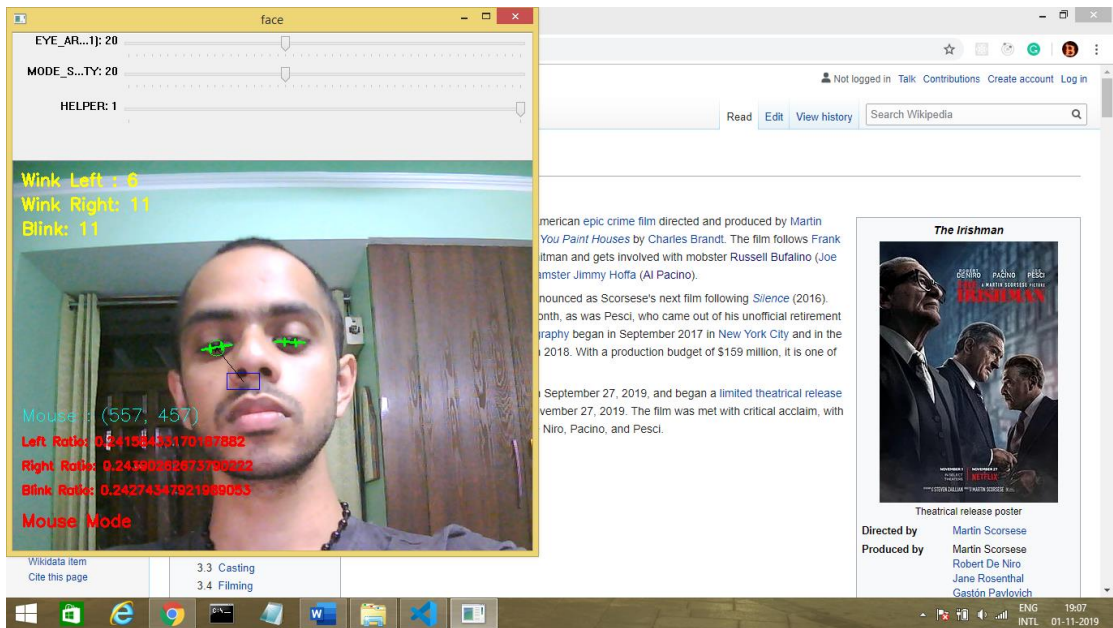 face
EYE_AR...1): 20
MODE_S...TY: 20
HELPER: 1
Wink Left : 6
Wink Right: 11
Blink: 11
Mouse : (557, 457)
Left Ratio: 0.24158433170187882
Right Ratio: 0.24390262673790222
Blink Ratio: 0.24274347921989053
Mouse Mode
Not logged in Talk Contributions Create account Log in
Read Edit View history Search Wikipedia
merican epic crime film directed and produced by Martin
You Paint Houses by Charles Brandt. The film follows Frank
itman and gets involved with mobster Russell Bufalino (Joe
amster Jimmy Hoffa (Al Pacino).
nounced as Scorsese's next film following Silence (2016).
onth, as was Pesci, who came out of his unofficial retirement
graphy began in September 2017 in New York City and in the
2018. With a production budget of $159 million, it is one of
September 27, 2019, and began a limited theatrical release
vember 27, 2019. The film was met with critical acclaim, with
Niro, Pacino, and Pesci.
The Irishman
ROBERT DENIRO AL PACINO JOE PESCI
A MARTIN SCORSESE PICTURE
THE IRISHMAN
NETFLIX
Theatrical release poster
Directed by Martin Scorsese
Produced by Martin Scorsese
Robert De Niro
Jane Rosenthal
Gastón Pavlovich
Wikidata item
Cite this page
3.3 Casting
3.4 Filming
ENG 19:07
INTL 01-11-2019